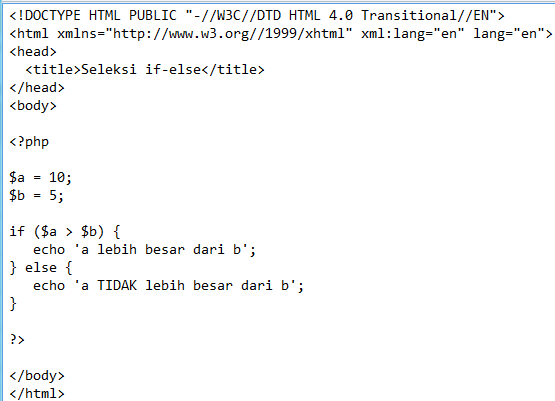 <!DOCTYPE HTML PUBLIC "-//W3C//DTD HTML 4.0 Transitional//EN">
<html xmlns="http://www.w3.org//1999/xhtml" xml:lang="en" lang="en">
<head>
  <title>Seleksi if-else</title>
</head>
<body>

<?php

$a = 10;
$b = 5;

if ($a > $b) {
   echo 'a lebih besar dari b';
} else {
   echo 'a TIDAK lebih besar dari b';
}

?>

</body>
</html>